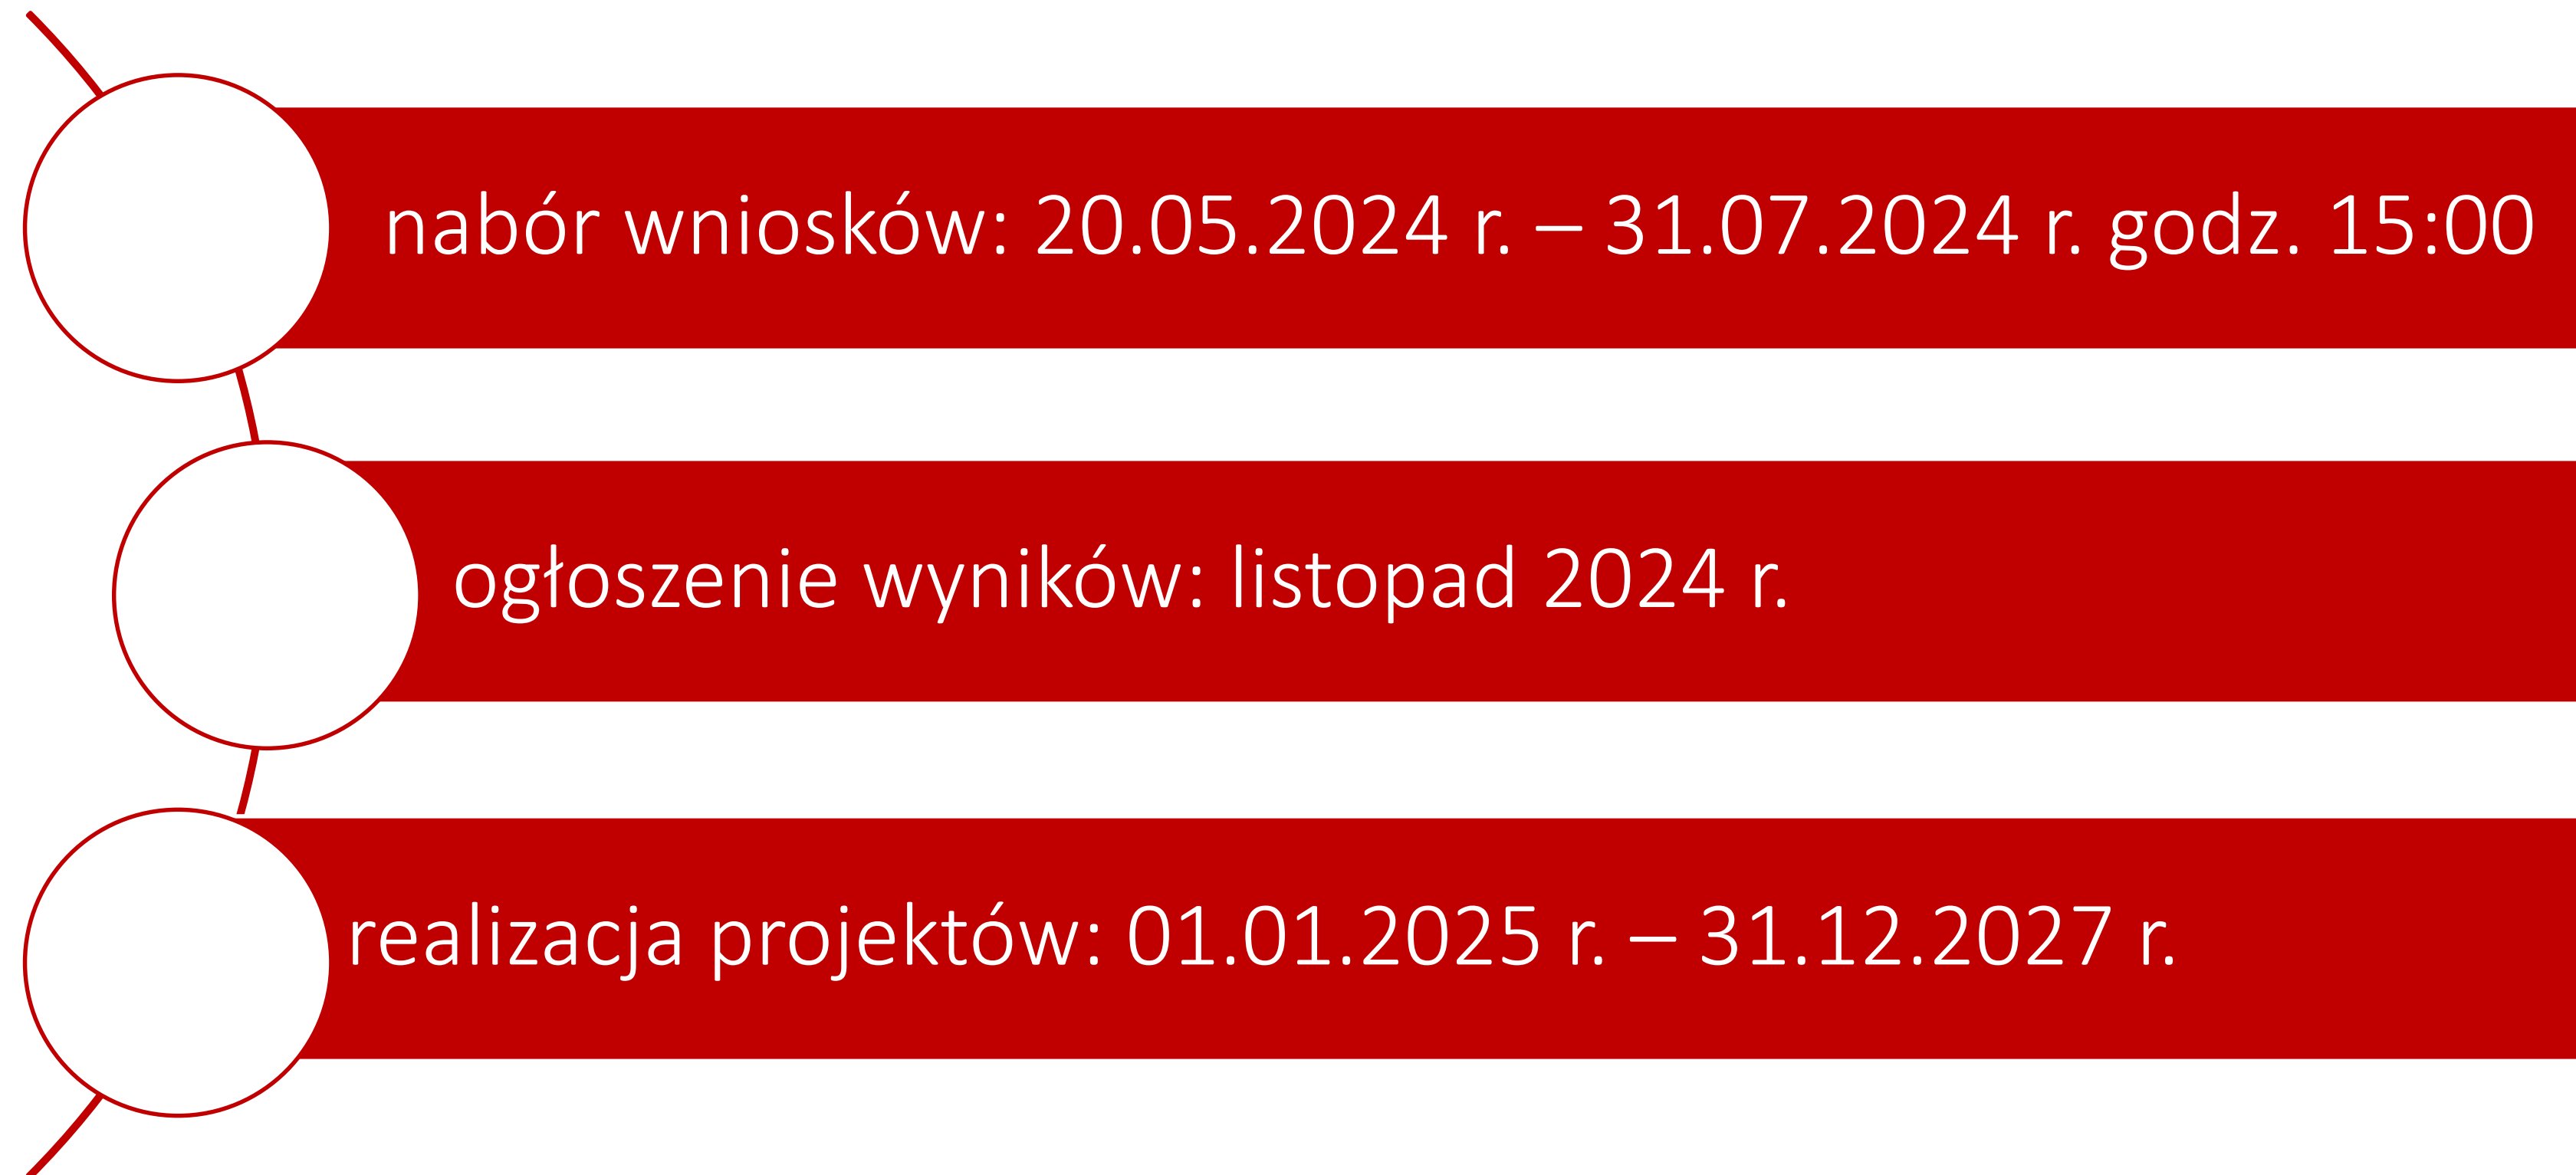 nabór wniosków: 20.05.2024 r. – 31.07.2024 r. godz. 15:00
ogłoszenie wyników: listopad 2024 r.
realizacja projektów: 01.01.2025 r. – 31.12.2027 r.